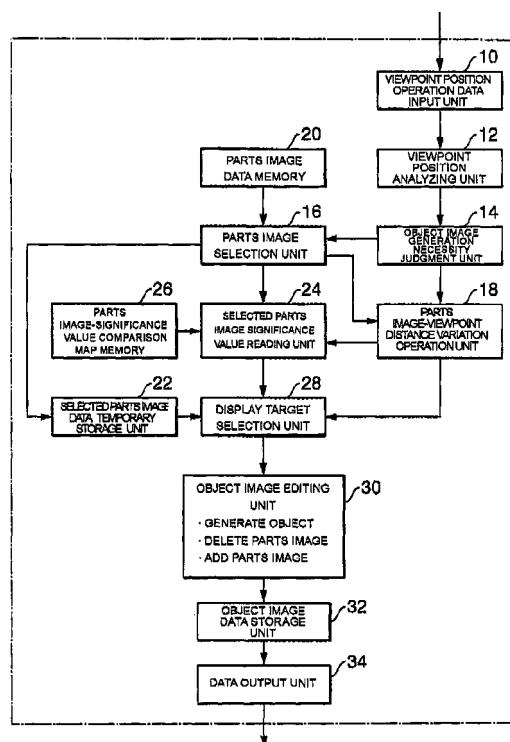 10
VIEWPOINT POSITION
OPERATION DATA
INPUT UNIT
20
PARTS IMAGE
DATA MEMORY
12
VIEWPOINT
POSITION
ANALYZING UNIT
16
PARTS IMAGE
SELECTION UNIT
14
OBJECT IMAGE
GENERATION
NECESSITY
JUDGMENT UNIT
26
PARTS
IMAGE-SIGNIFICANCE
VALUE COMPARISON
MAP MEMORY
24
SELECTED PARTS
IMAGE SIGNIFICANCE
VALUE READING UNIT
18
PARTS
IMAGE-VIEWPOINT
DISTANCE VARIATION
OPERATION UNIT
22
SELECTED PARTS IMAGE
DATA TEMPORARY
STORAGE UNIT
28
DISPLAY TARGET
SELECTION UNIT
30
OBJECT IMAGE EDITING
UNIT
· GENERATE OBJECT
· DELETE PARTS IMAGE
· ADD PARTS IMAGE
32
OBJECT IMAGE
DATA STORAGE
UNIT
34
DATA OUTPUT UNIT